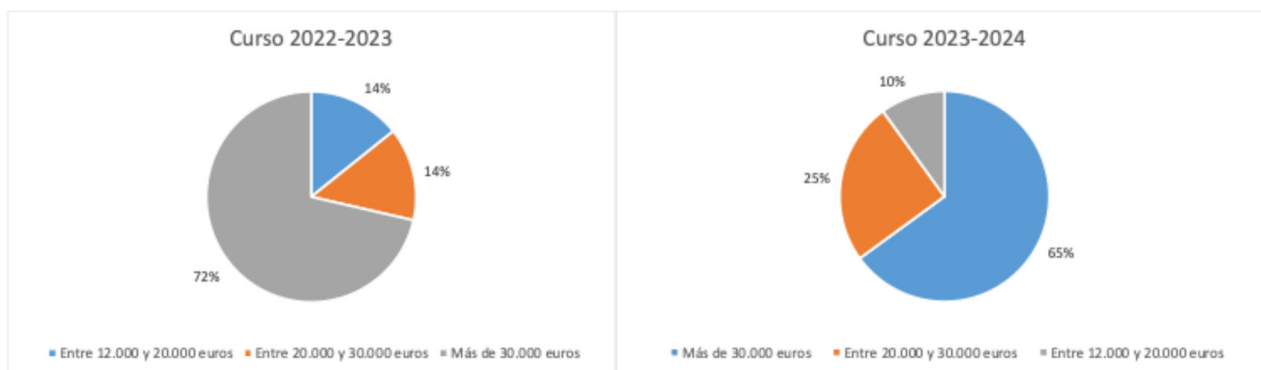 Curso 2022-2023
14%
14%
72%
Entre 12.000 y 20.000 euros Entre 20.000 y 30.000 euros Más de 30.000 euros
Curso 2023-2024
10%
25%
65%
Más de 30.000 euros Entre 20.000 y 30.000 euros Entre 12.000 y 20.000 euros